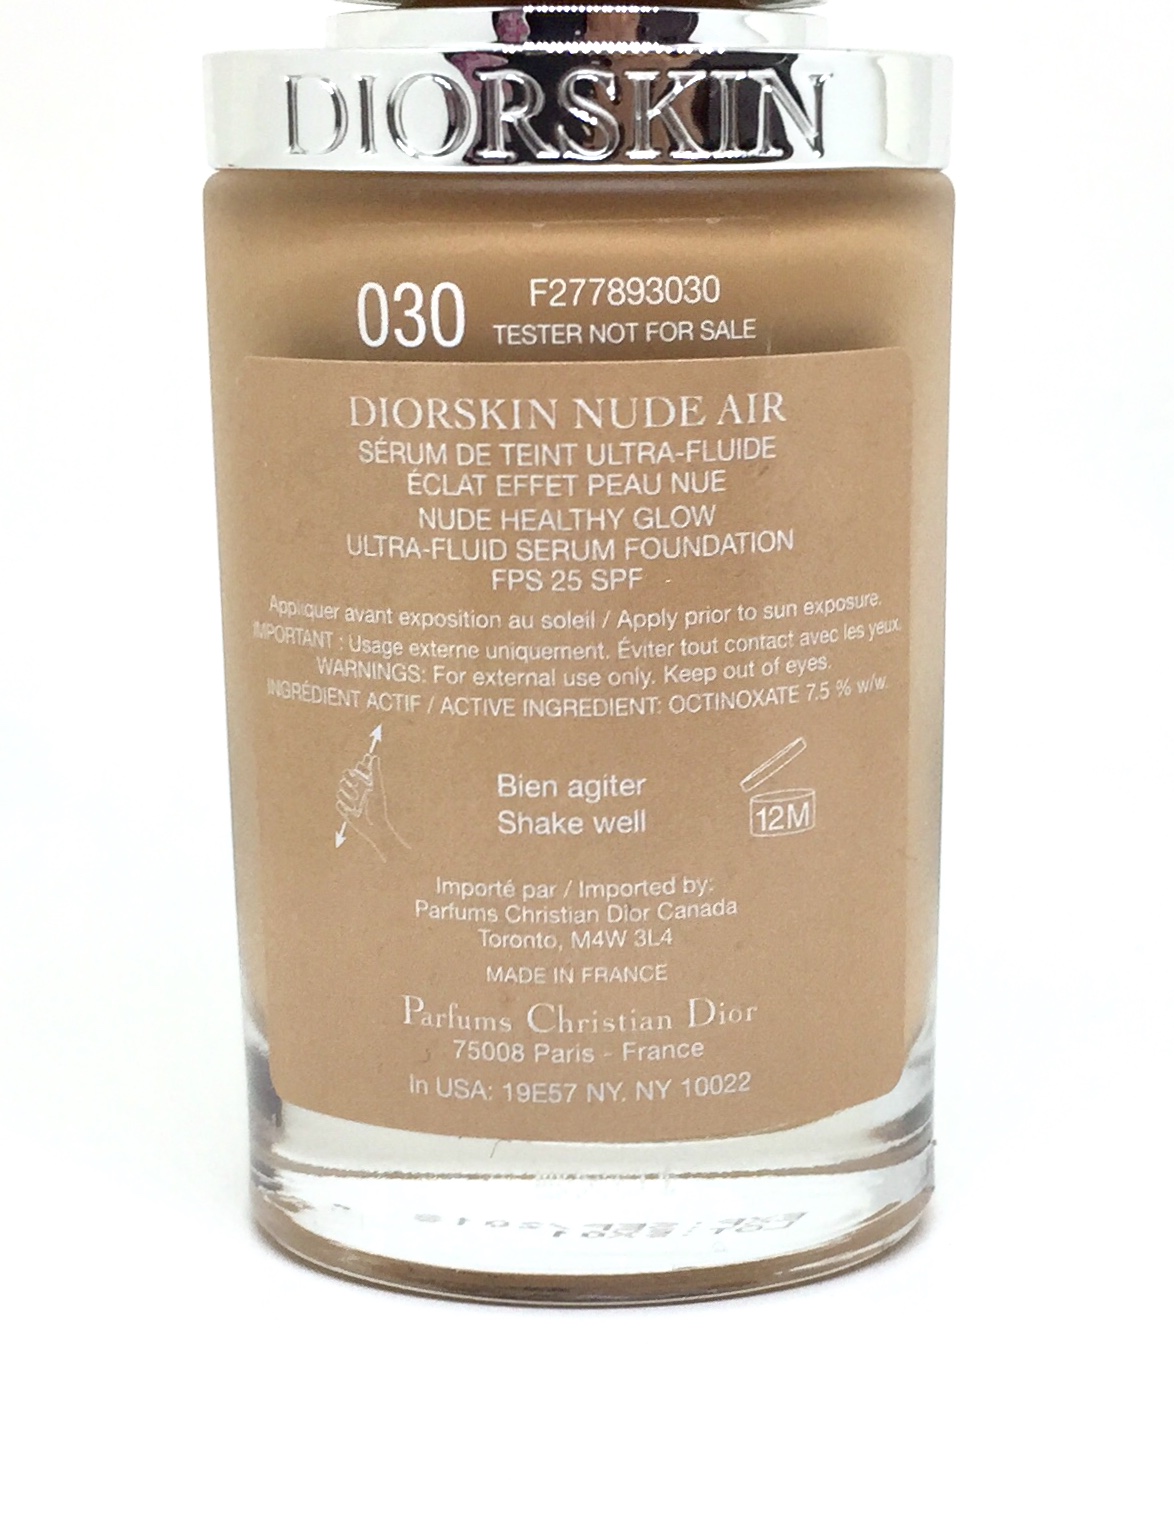 DIORSKIN
030 F277893030
TESTER NOT FOR SALE
DIORSKIN NUDE AIR
SÉRUM DE TEINT ULTRA-FLUIDE
ÉCLAT EFFET PEAU NUE
NUDE HEALTHY GLOW
ULTRA-FLUID SERUM FOUNDATION
FPS 25 SPF
Appliquer avant exposition au soleil / Apply prior to sun exposure.
IMPORTANT : Usage externe uniquement. Éviter tout contact avec les yeux.
WARNINGS: For external use only. Keep out of eyes.
INGRÉDIENT ACTIF / ACTIVE INGREDIENT: OCTINOXATE 7.5 % w/w.
Bien agiter
Shake well
12M
Importé par / Imported by:
Parfums Christian Dior Canada
Toronto, M4W 3L4
MADE IN FRANCE
Parfums Christian Dior
75008 Paris - France
In USA: 19E57 NY. NY 10022